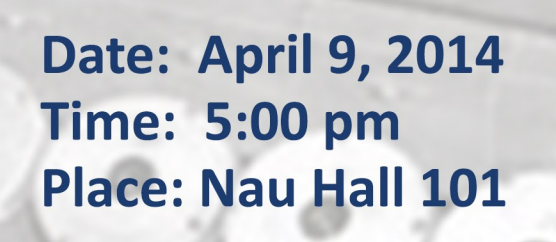 Date: April 9, 2014
Time: 5:00 pm
Place: Nau Hall 101